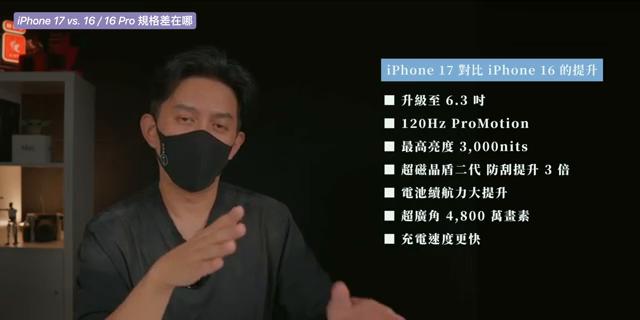 iPhone 17 vs. 16 / 16 Pro 規格差在哪
iPhone 17 對比 iPhone 16 的提升
■ 升級至 6.3 吋
■ 120Hz ProMotion
■ 最高亮度 3,000nits
■ 超磁晶盾二代 防刮提升 3 倍
■ 電池續航力大提升
■ 超廣角 4,800 萬畫素
■ 充電速度更快